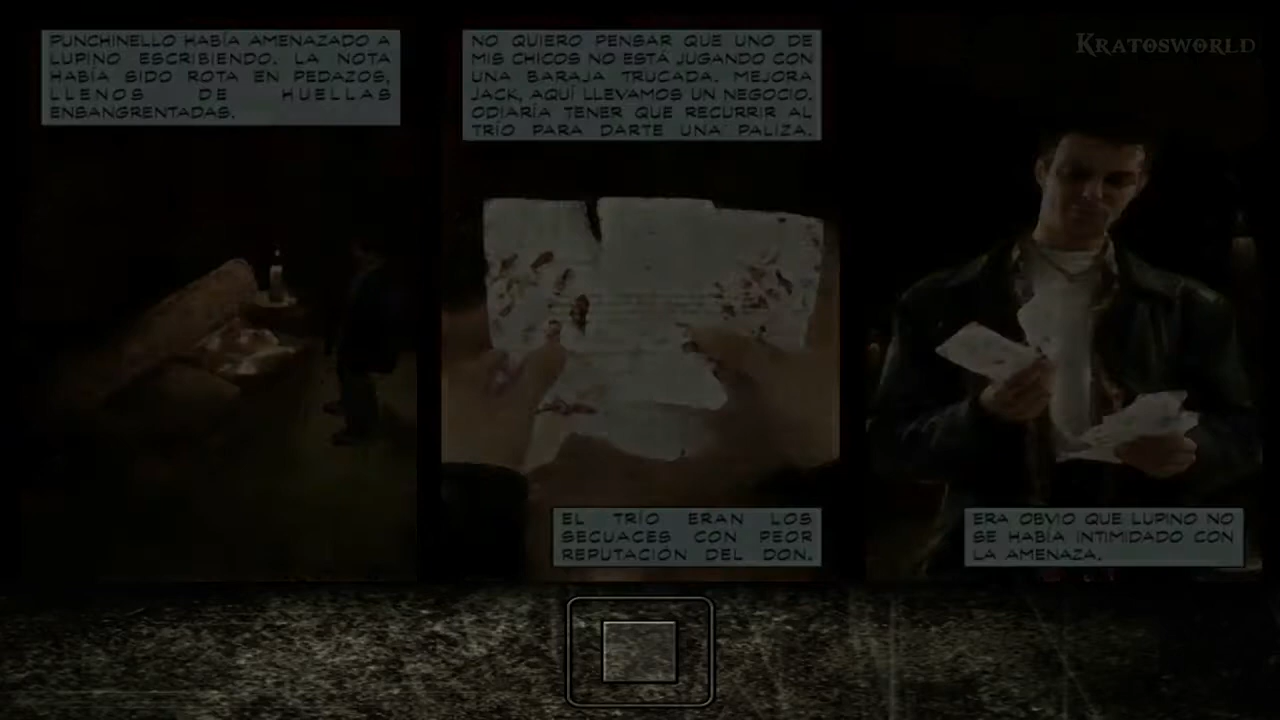 PUNCHINELLO HABÍA AMENAZADO A
LUPINO ESCRIBIENDO. LA NOTA
HABÍA SIDO ROTA EN PEDAZOS,
LLENOS DE HUELLAS
ENSANGRENTADAS.
NO QUIERO PENSAR QUE UNO DE
MIS CHICOS NO ESTÁ JUGANDO CON
UNA BARAJA TRUCADA. MEJORA
JACK, AQUÍ LLEVAMOS UN NEGOCIO.
ODIARÍA TENER QUE RECURRIR AL
TRÍO PARA DARTE UNA PALIZA.
KRATOSWORLD
EL TRÍO ERAN LOS
SECUACES CON PEOR
REPUTACIÓN DEL DON.
ERA OBVIO QUE LUPINO NO
SE HABÍA INTIMIDADO CON
LA AMENAZA.